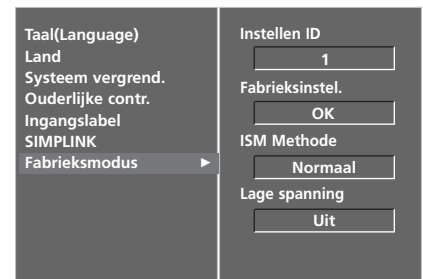 Taal(Language)
Land
Systeem vergrend.
Ouderlijke contr.
Ingangslabel
SIMPLINK
Fabrieksmodus ►
Instellen ID
1
Fabrieksinstel.
OK
ISM Methode
Normaal
Lage spanning
Uit